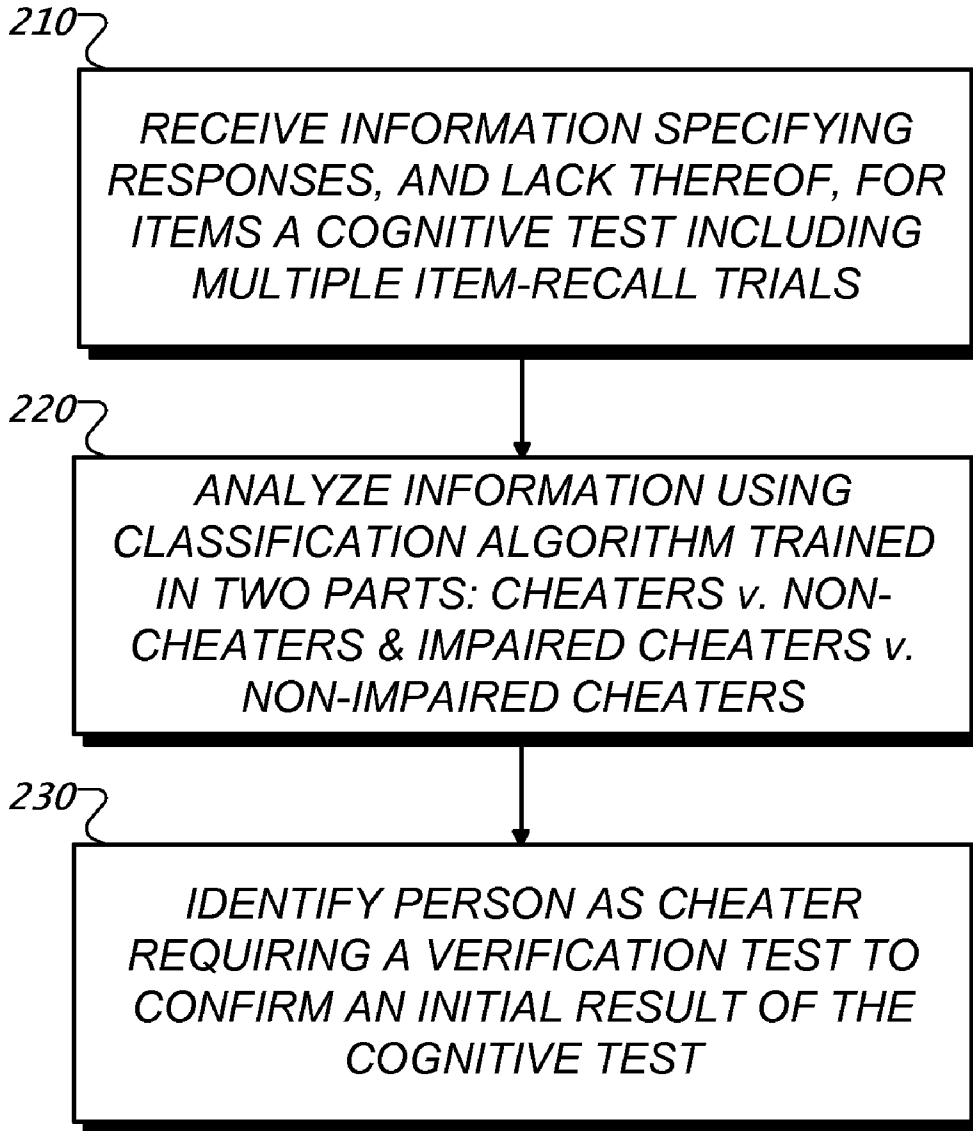 210
RECEIVE INFORMATION SPECIFYING
RESPONSES, AND LACK THEREOF, FOR
ITEMS A COGNITIVE TEST INCLUDING
MULTIPLE ITEM-RECALL TRIALS
220
ANALYZE INFORMATION USING
CLASSIFICATION ALGORITHM TRAINED
IN TWO PARTS: CHEATERS v. NON-
CHEATERS & IMPAIRED CHEATERS v.
NON-IMPAIRED CHEATERS
230
IDENTIFY PERSON AS CHEATER
REQUIRING A VERIFICATION TEST TO
CONFIRM AN INITIAL RESULT OF THE
COGNITIVE TEST